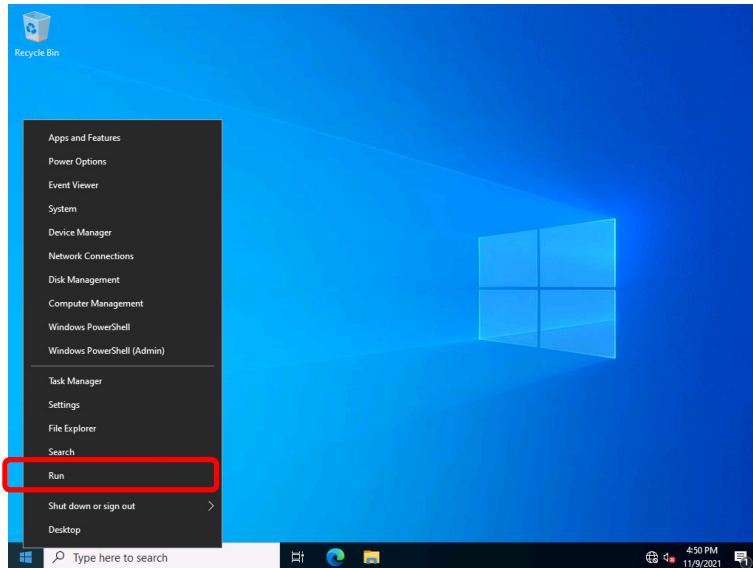 Recycle Bin
Apps and Features
Power Options
Event Viewer
System
Device Manager
Network Connections
Disk Management
Computer Management
Windows PowerShell
Windows PowerShell (Admin)
Task Manager
Settings
File Explorer
Search
Run
Shut down or sign out
Desktop
Type here to search
4:50 PM
11/9/2021